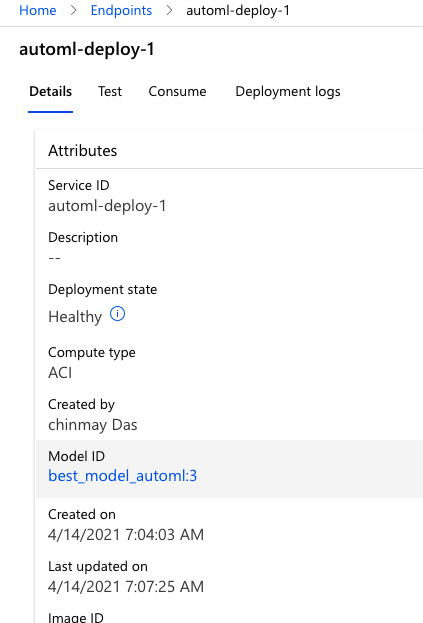 Home > Endpoints > automl-deploy-1
automl-deploy-1
Details Test Consume Deployment logs
Attributes
Service ID
automl-deploy-1
Description
--
Deployment state
Healthy
Compute type
ACI
Created by
chinmay Das
Model ID
best_model_automl:3
Created on
4/14/2021 7:04:03 AM
Last updated on
4/14/2021 7:07:25 AM
Image ID